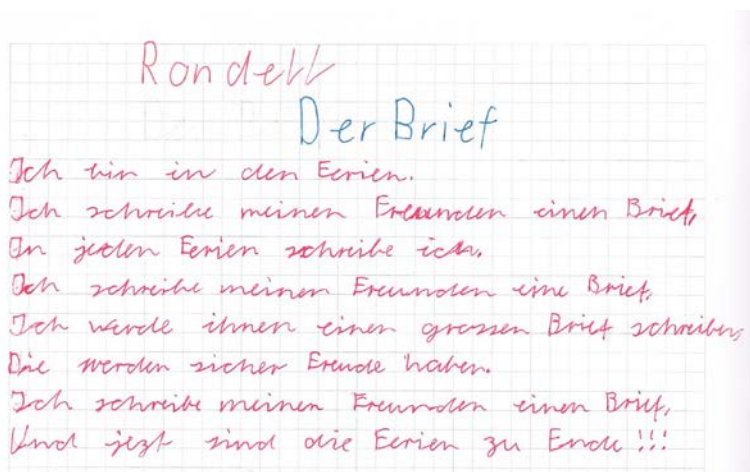 Rondell
Der Brief
Ich bin in den Ferien.
Ich schreibe meinen Freunden einen Brief,
In jeden Ferien schreibe ich.
Ich schreibe meinen Freunden eine Brief,
Ich werde ihnen einen grossen Brief schreiben,
Die werden sicher Freude haben.
Ich schreibe meinen Freunden einen Brief,
Und jezt sind die Ferien zu Ende!!!